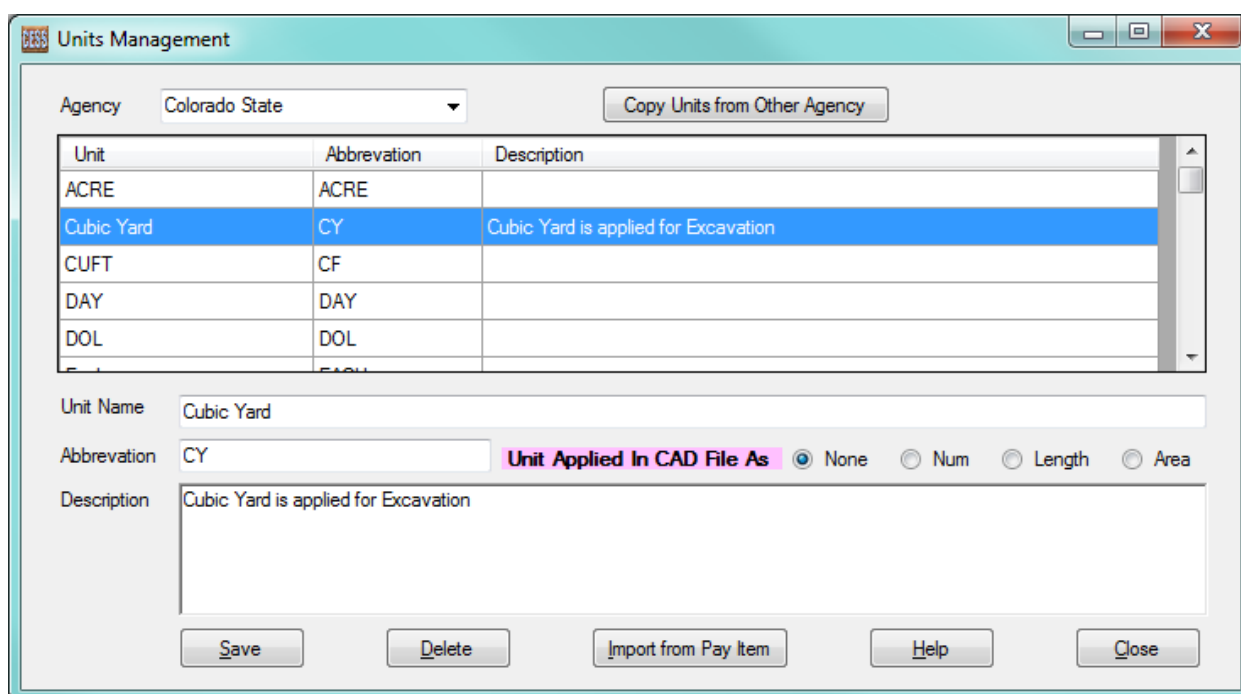 CESS Units Management
Agency Colorado State Copy Units from Other Agency
Unit Abbrevation Description
ACRE ACRE
Cubic Yard CY Cubic Yard is applied for Excavation
CUFT CF
DAY DAY
DOL DOL
Unit Name Cubic Yard
Abbrevation CY Unit Applied In CAD File As None Num Length Area
Description Cubic Yard is applied for Excavation
Save Delete Import from Pay Item Help Close